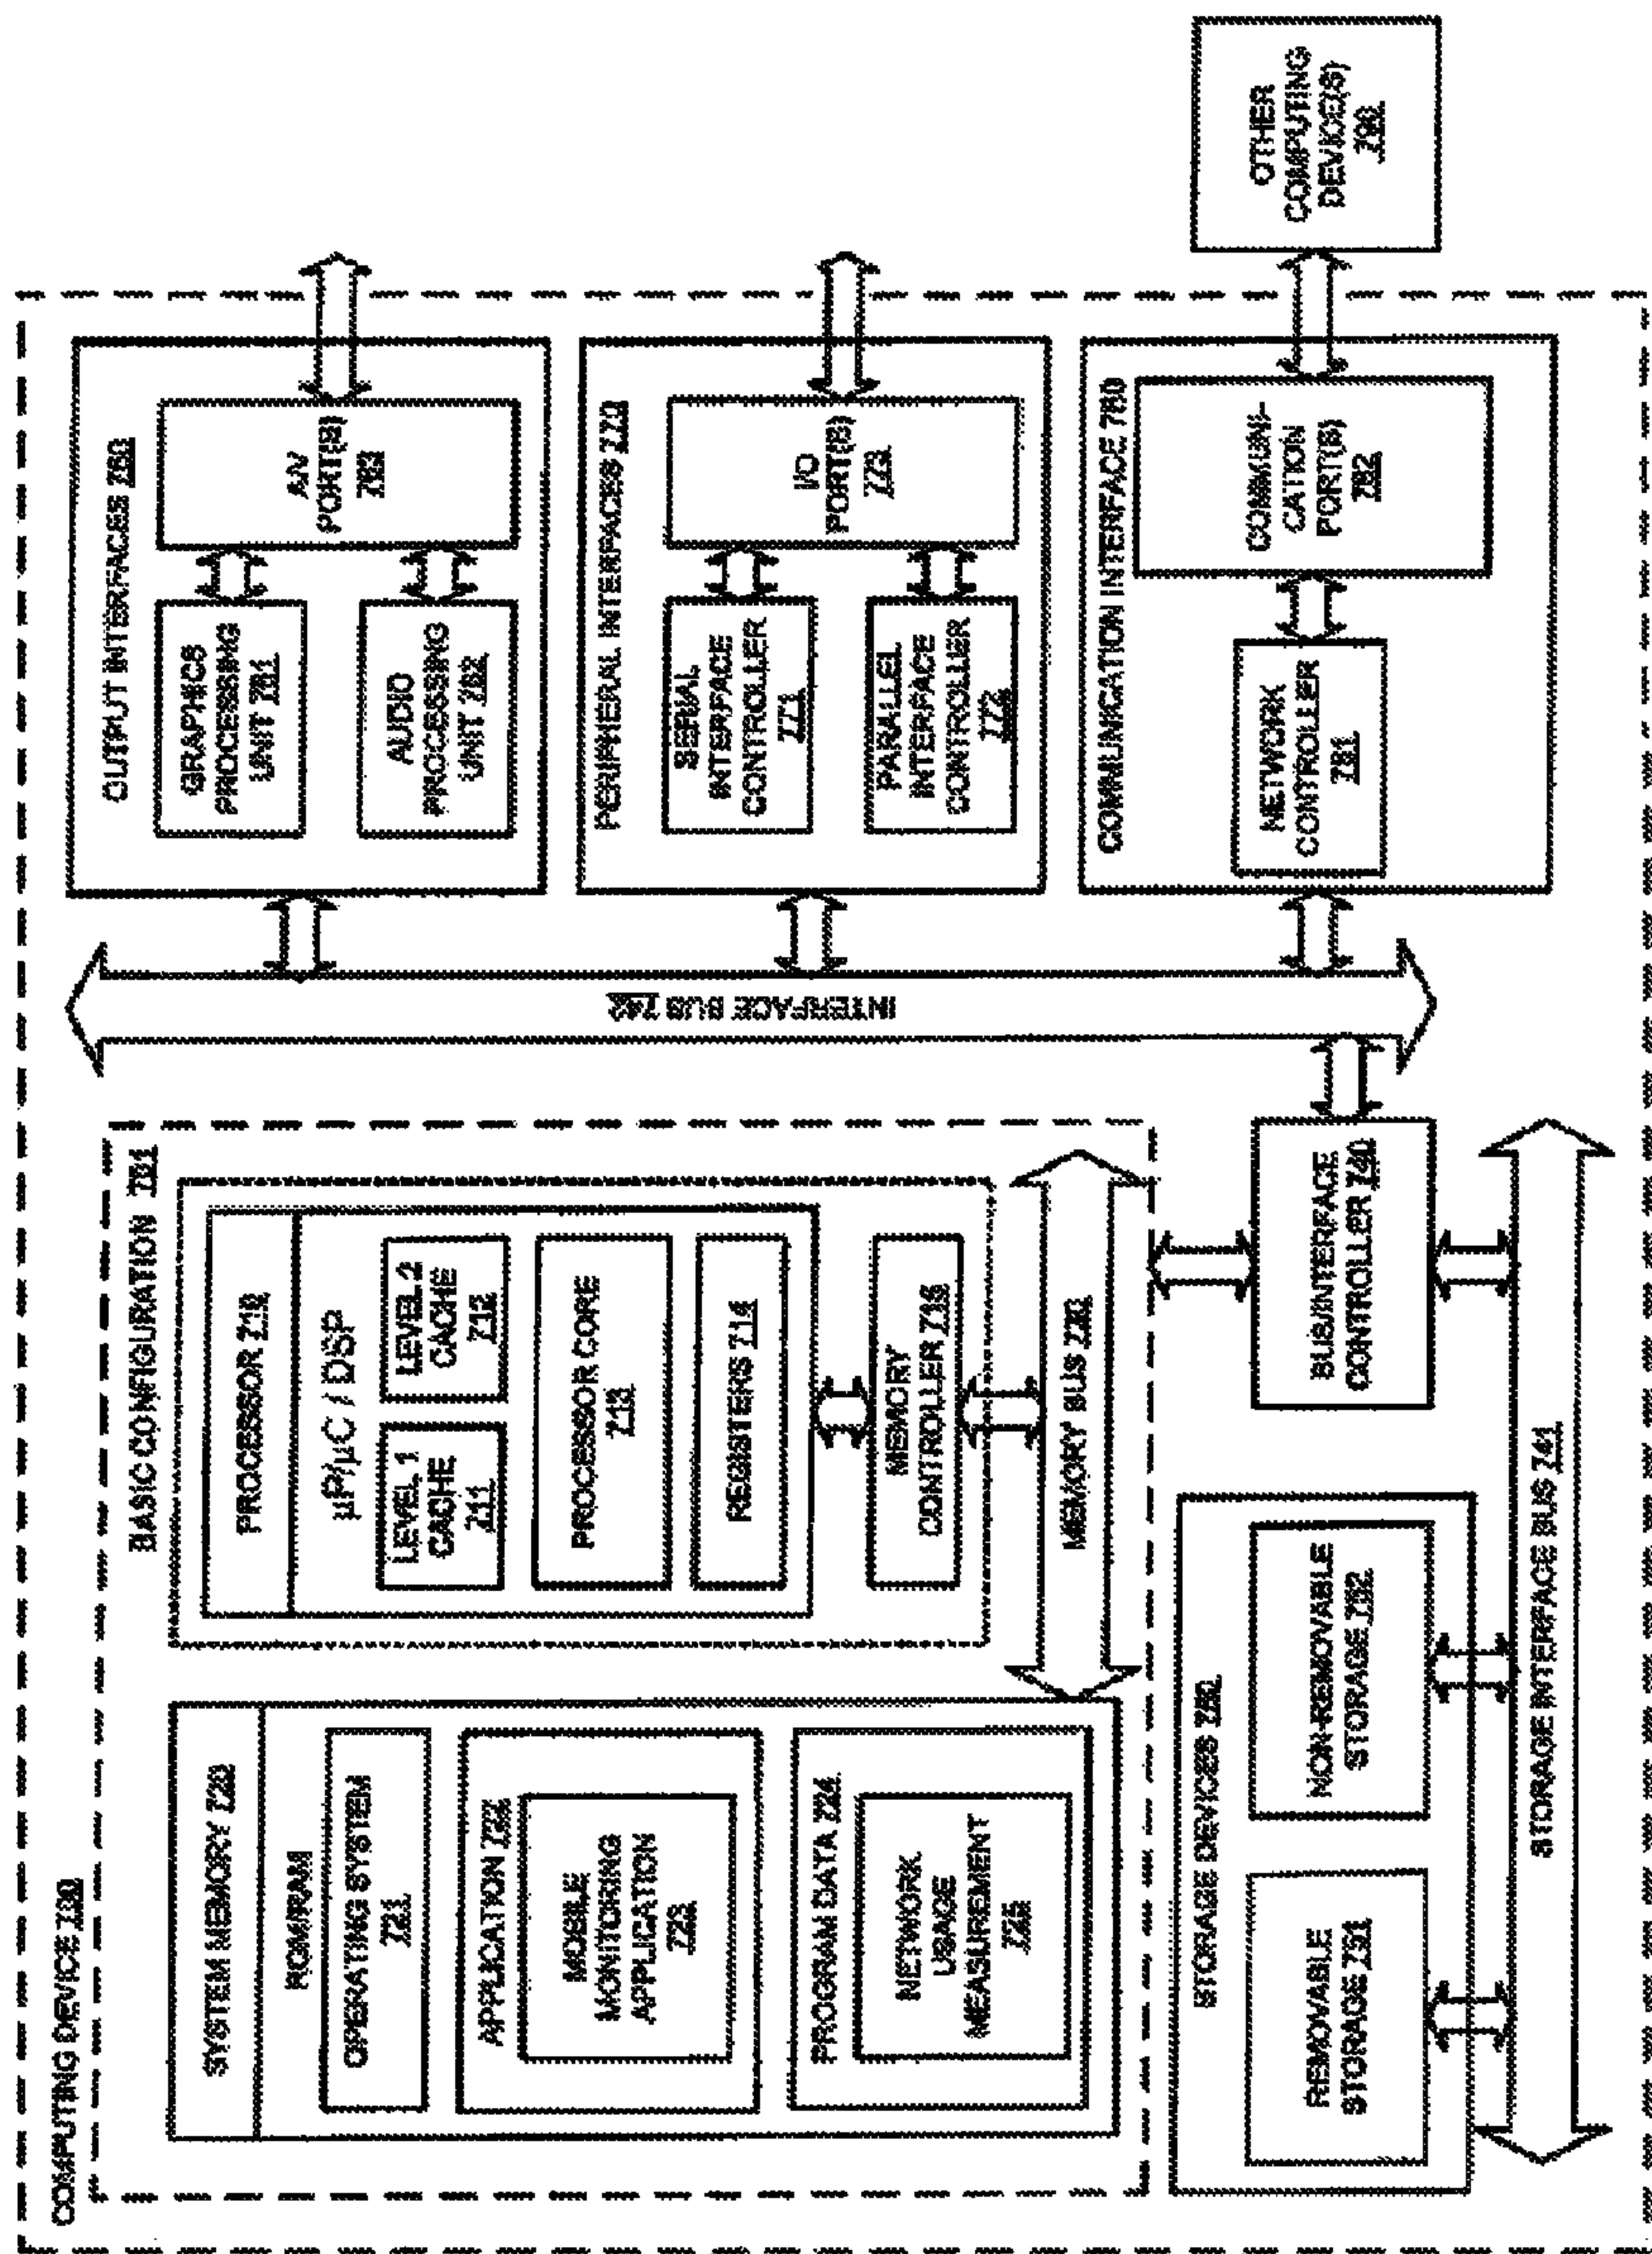 COMPUTING DEVICE 700
BASIC CONFIGURATION 701
SYSTEM MEMORY 720
ROM/RAM
OPERATING SYSTEM
721
APPLICATION 722
MOBILE
MONITORING
APPLICATION
723
PROGRAM DATA 724
NETWORK
USAGE
MEASUREMENT
725
PROCESSOR 710
µP/µC / DSP
LEVEL 1
CACHE
711
LEVEL 2
CACHE
712
PROCESSOR CORE
713
REGISTERS 714
MEMORY
CONTROLLER 715
MEMORY BUS 730
BUS/INTERFACE
CONTROLLER 740
STORAGE DEVICES 750
REMOVABLE
STORAGE 751
NON-REMOVABLE
STORAGE 752
STORAGE INTERFACE BUS 741
INTERFACE BUS 742
OUTPUT INTERFACES 760
GRAPHICS
PROCESSING
UNIT 761
AUDIO
PROCESSING
UNIT 762
A/V
PORT(S)
763
PERIPHERAL INTERFACES 770
SERIAL
INTERFACE
CONTROLLER
771
PARALLEL
INTERFACE
CONTROLLER
772
I/O
PORT(S)
773
COMMUNICATION INTERFACE 780
NETWORK
CONTROLLER
781
COMMUNI-
CATION
PORT(S)
782
OTHER
COMPUTING
DEVICE(S)
790